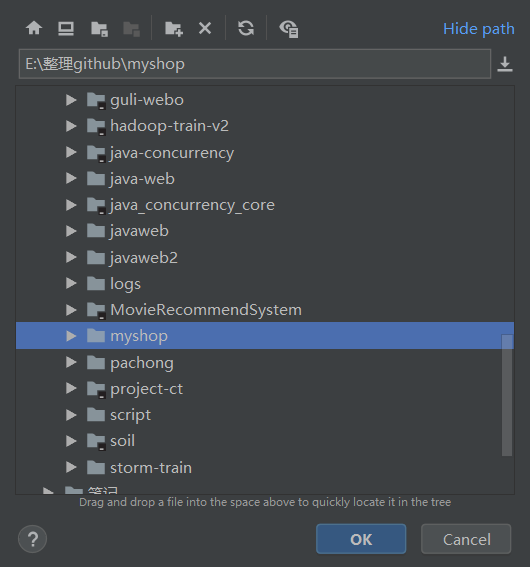 Hide path
E:\整理github\myshop
guli-webo
hadoop-train-v2
java-concurrency
java-web
java_concurrency_core
javaweb
javaweb2
logs
MovieRecommendSystem
myshop
pachong
project-ct
script
soil
storm-train
笔记
Drag and drop a file into the space above to quickly locate it in the tree
?
OK
Cancel